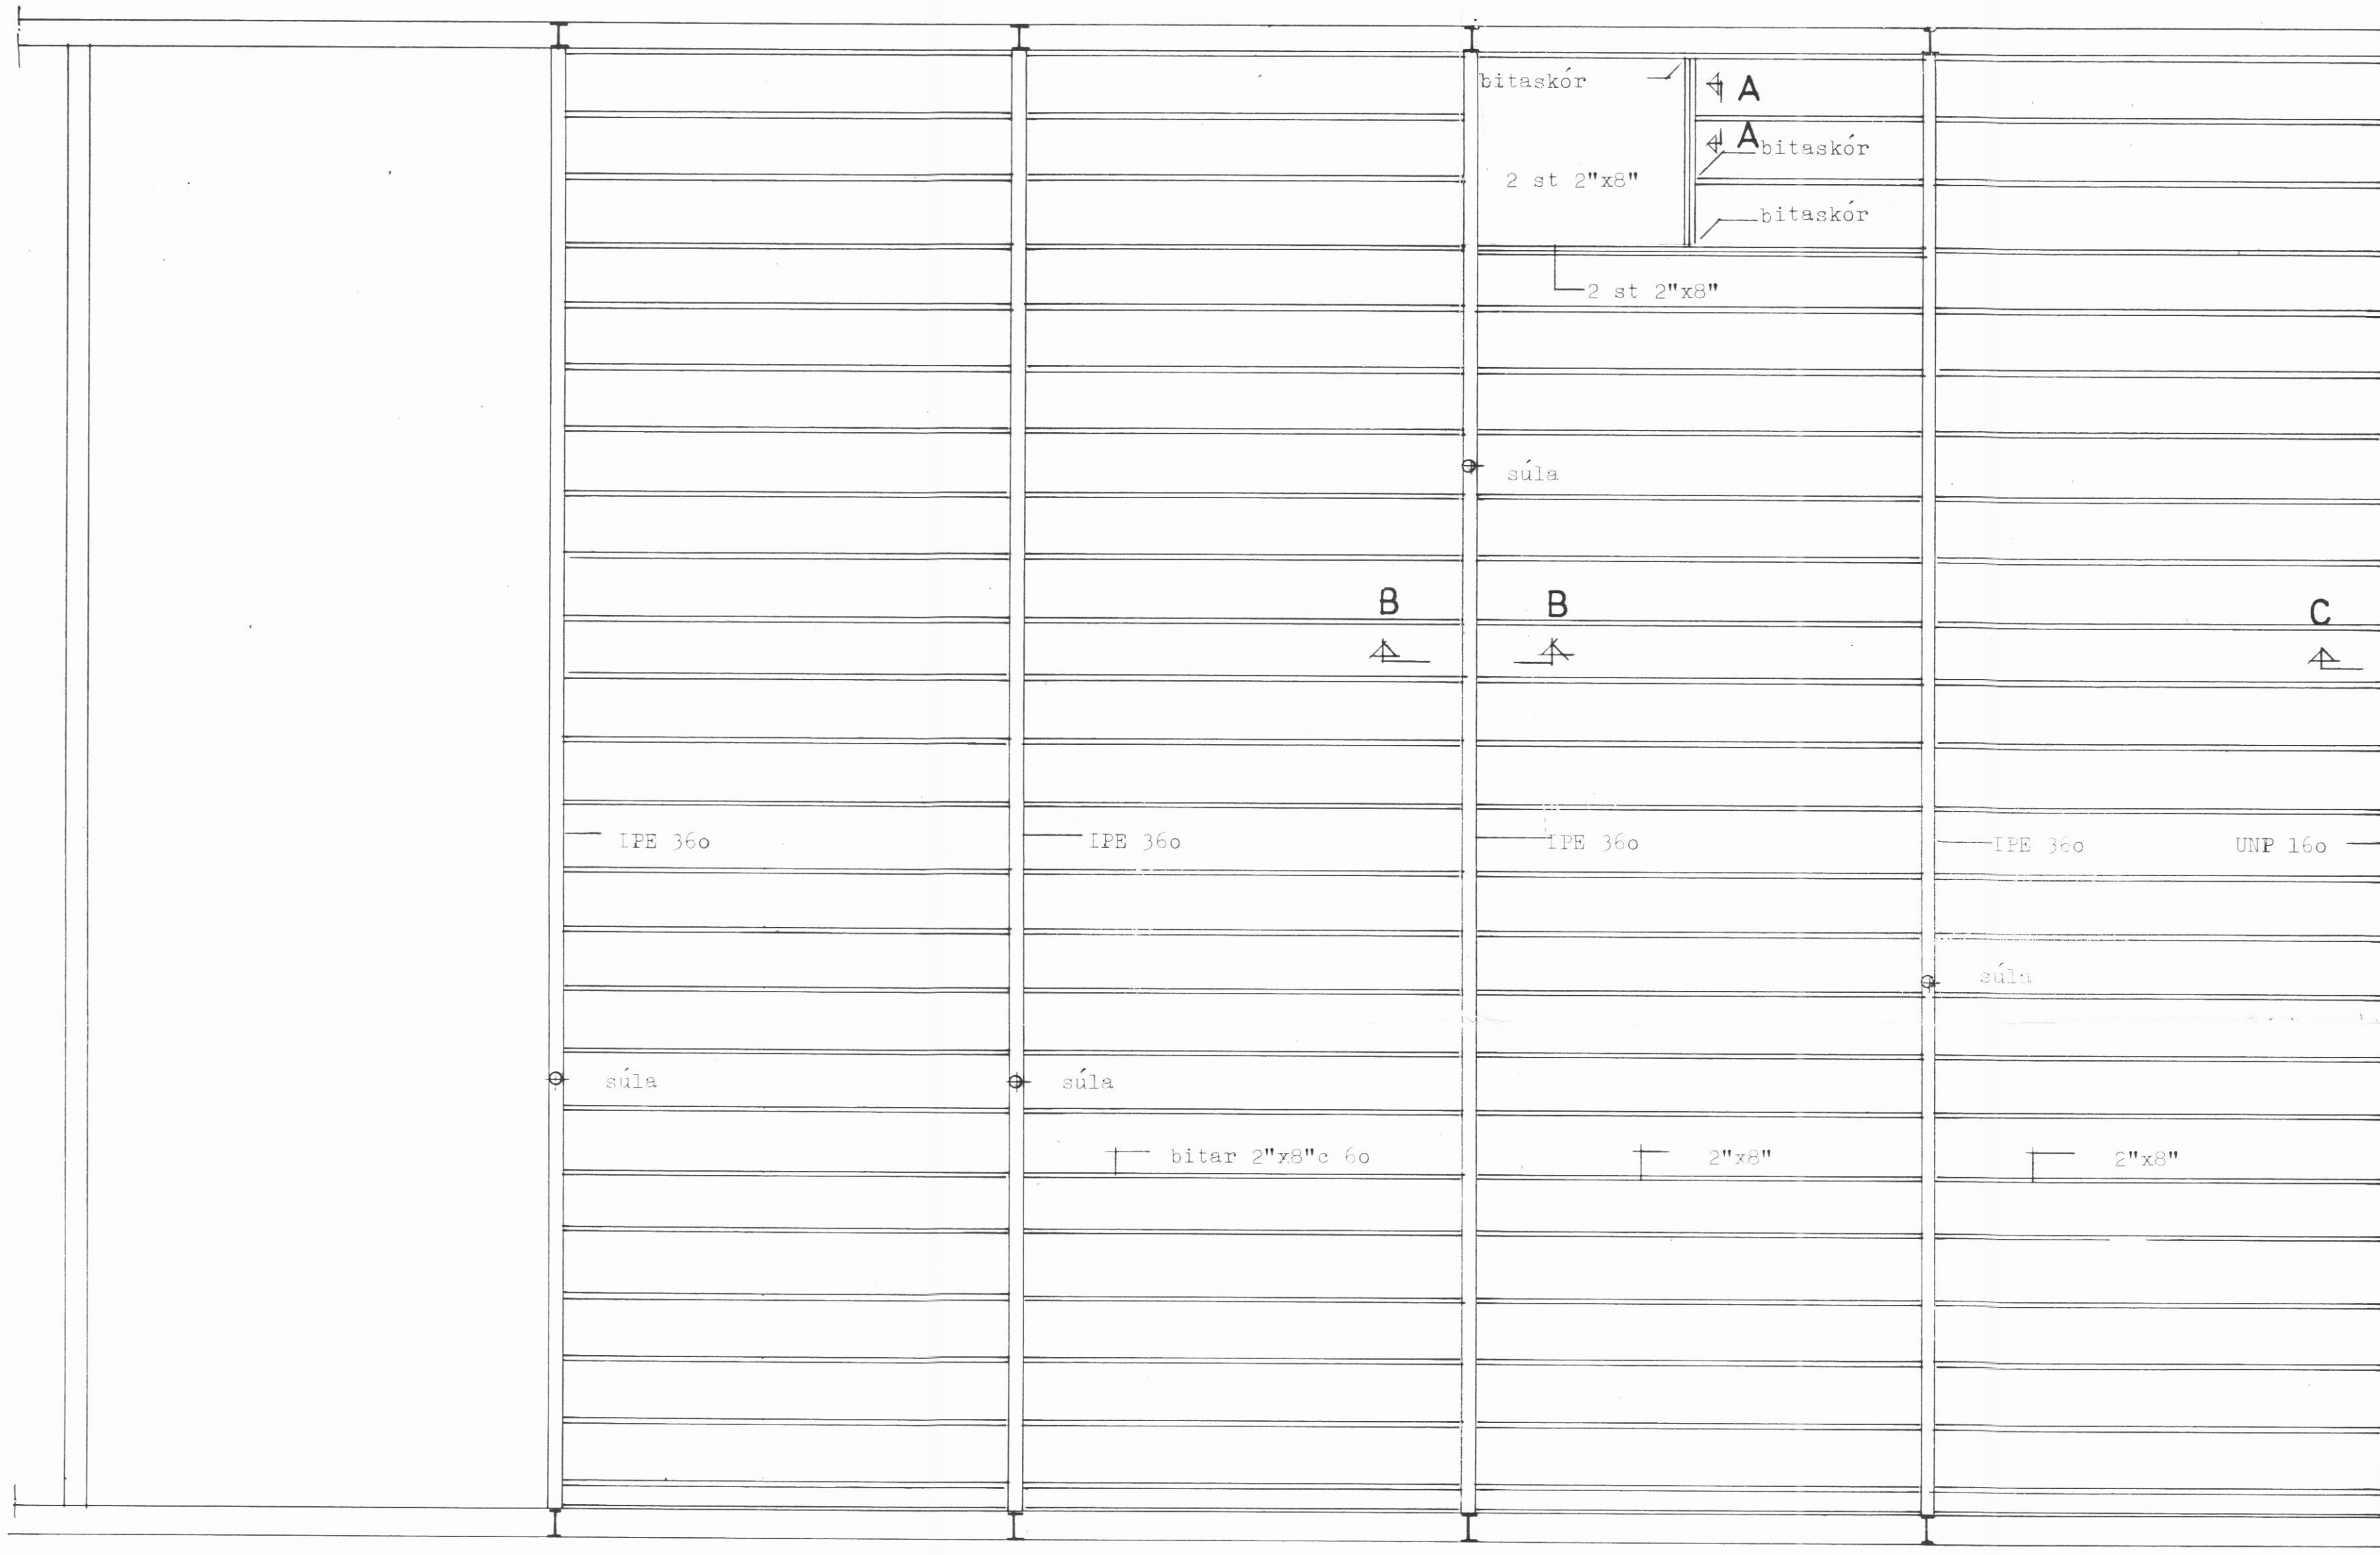 bitaskór
A
A
bitaskór
2 st 2"x8"
bitaskór
2 st 2"x8"
súla
B
B
C
IPE 36o
IPE 36o
IPE 36o
IPE 36o
UNP 16o
súla
súla
súla
bitar 2"x8"c 6o
2"x8"
2"x8"